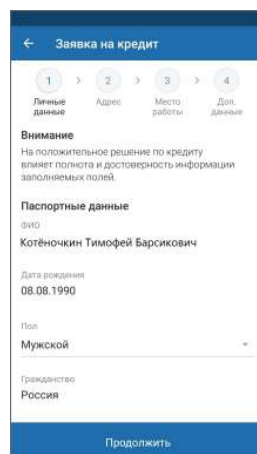 ← Заявка на кредит
1 > 2 > 3 > 4
Личные данные Адрес Место работы Доп. данные
Внимание
На положительное решение по кредиту
влияет полнота и достоверность информации
заполняемых полей.
Паспортные данные
ФИО
Котёночкин Тимофей Барсикович
Дата рождения
08.08.1990
Пол
Мужской
Гражданство
Россия
Продолжить